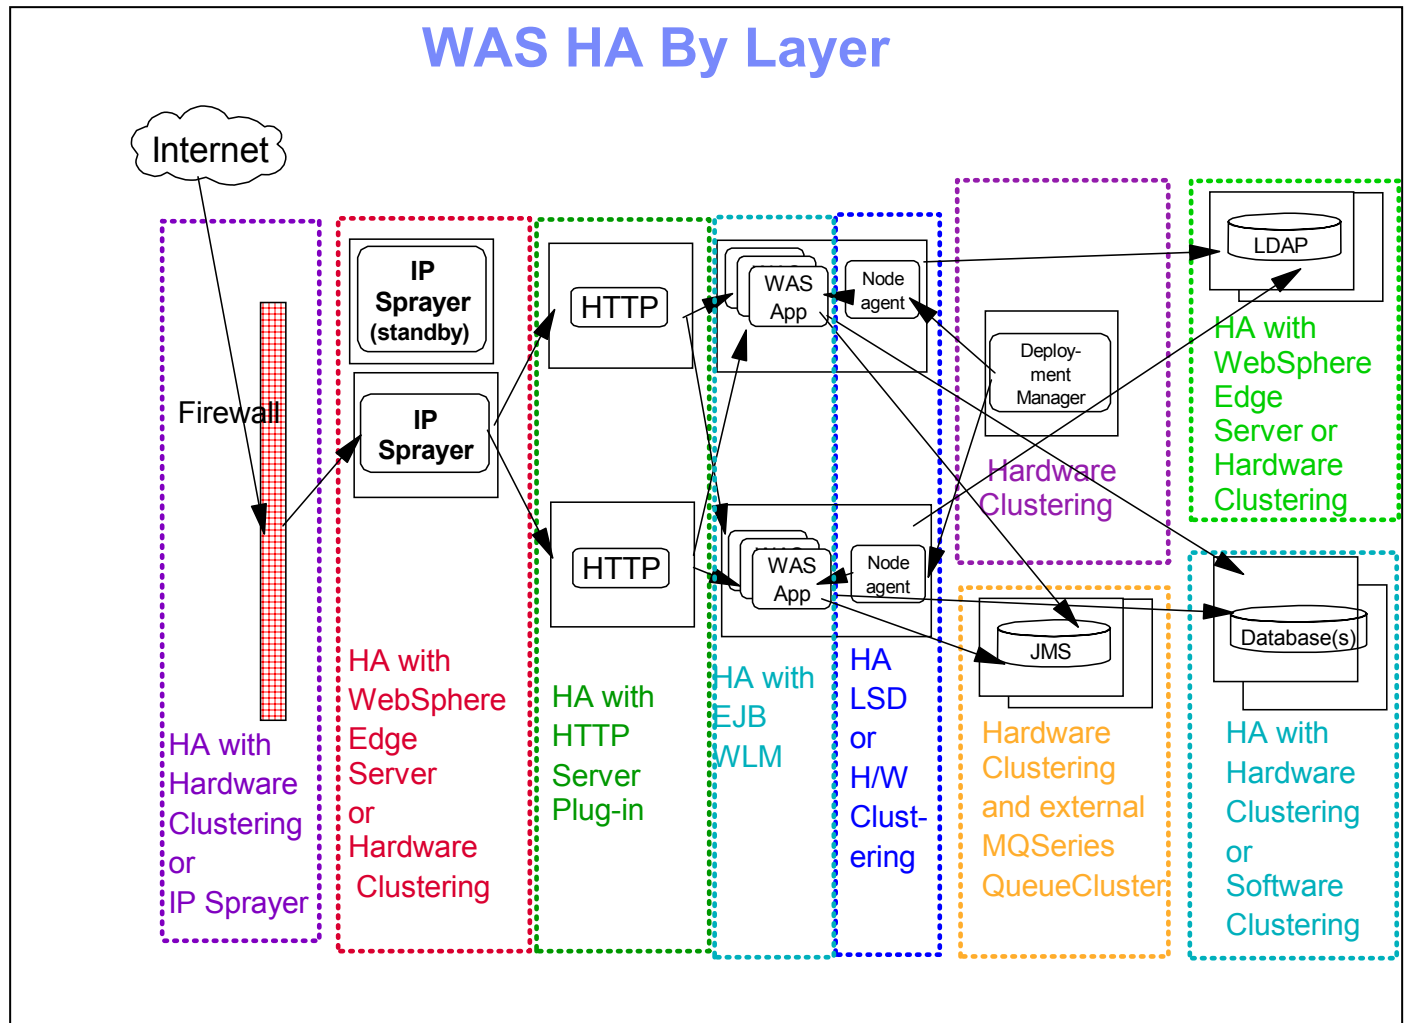 WAS HA By Layer
Internet
Firewall
HA with
Hardware
Clustering
or
IP Sprayer
IP
Sprayer
(standby)
IP
Sprayer
HA with
WebSphere
Edge
Server
or
Hardware
Clustering
HTTP
HTTP
HA with
HTTP
Server
Plug-in
WAS
App
WAS
App
HA with
EJB
WLM
Node
agent
Node
agent
HA
LSD
or
H/W
Clust-
ering
Deploy-
ment
Manager
Hardware
Clustering
JMS
Hardware
Clustering
and external
MQSeries
QueueCluster
LDAP
HA with
WebSphere
Edge
Server or
Hardware
Clustering
Database(s)
HA with
Hardware
Clustering
or
Software
Clustering